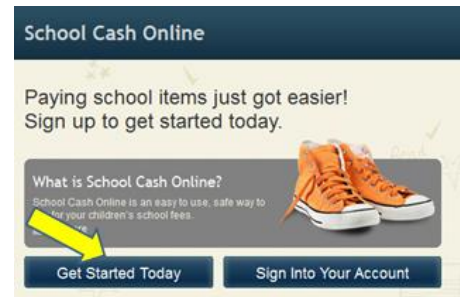 School Cash Online
Paying school items just got easier!
Sign up to get started today.
What is School Cash Online?
School Cash Online is an easy to use, safe way to
for your children's school fees.
Get Started Today
Sign Into Your Account